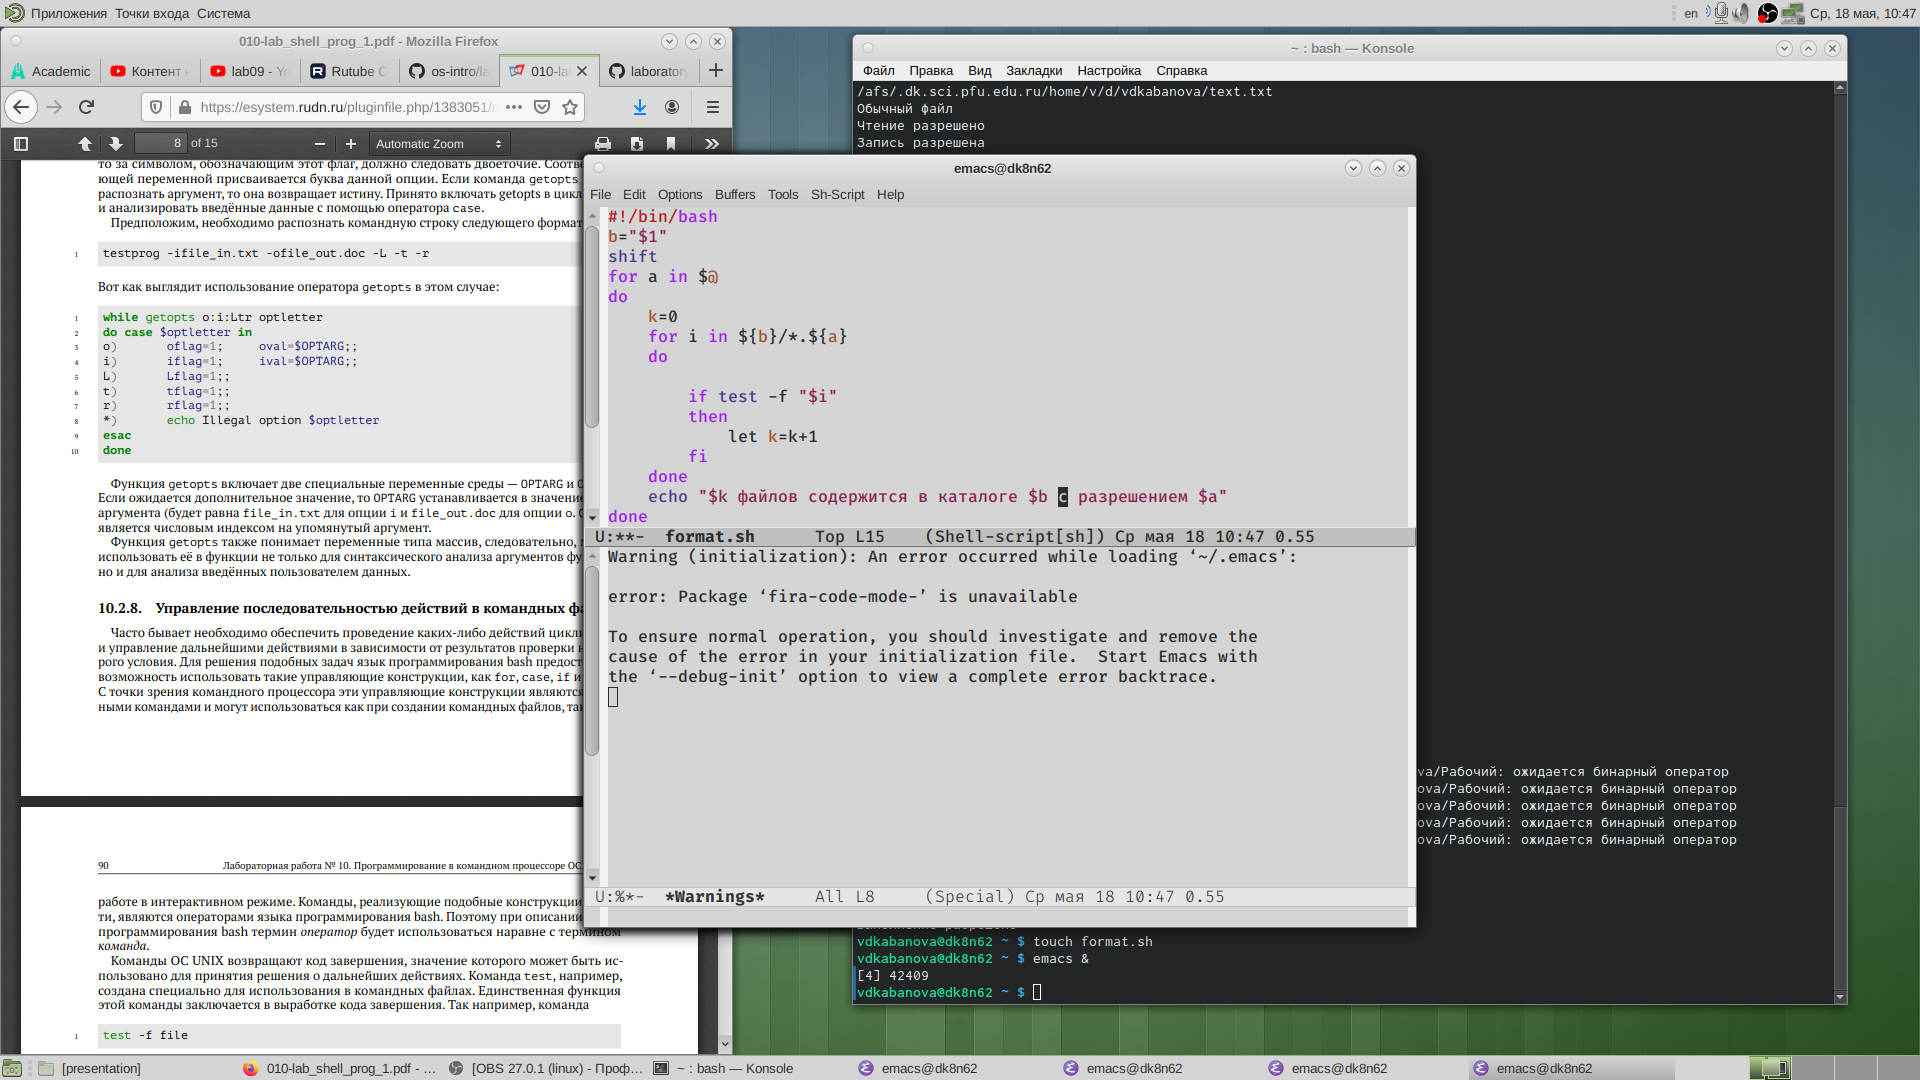 Приложения Точки входа Система
en
Ср, 18 мая, 10:47
010-lab_shell_prog_1.pdf - Mozilla Firefox
Academic
Контент
lab09 - Yo
Rutube
os-intro/la
010-la
laboratory
https://esystem.rudn.ru/pluginfile.php/1383051/
8 of 15
Automatic Zoom
то за символом, обозначающим этот флаг, должно следовать двоеточие. Соотве
ющей переменной присваивается буква данной опции. Если команда getopts
распознать аргумент, то она возвращает истину. Принято включать getopts в цикл
и анализировать введённые данные с помощью оператора case.
Предположим, необходимо распознать командную строку следующего формат
1 testprog -ifile_in.txt -ofile_out.doc -L -t -r
Вот как выглядит использование оператора getopts в этом случае:
1 while getopts o:i:Ltr optletter
2 do case $optletter in
3 o) oflag=1; oval=$OPTARG;;
4 i) iflag=1; ival=$OPTARG;;
5 L) Lflag=1;;
6 t) tflag=1;;
7 r) rflag=1;;
8 *) echo Illegal option $optletter
9 esac
10 done
Функция getopts включает две специальные переменные среды — OPTARG и O
Если ожидается дополнительное значение, то OPTARG устанавливается в значение
аргумента (будет равна file_in.txt для опции i и file_out.doc для опции o. O
является числовым индексом на упомянутый аргумент.
Функция getopts также понимает переменные типа массив, следовательно,
использовать её в функции не только для синтаксического анализа аргументов фу
но и для анализа введённых пользователем данных.
10.2.8. Управление последовательностью действий в командных фа
Часто бывает необходимо обеспечить проведение каких-либо действий цикли
и управление дальнейшими действиями в зависимости от результатов проверки н
рого условия. Для решения подобных задач язык программирования bash предост
возможность использовать такие управляющие конструкции, как for, case, if и
С точки зрения командного процессора эти управляющие конструкции являются
ными командами и могут использоваться как при создании командных файлов, так
90 Лабораторная работа № 10. Программирование в командном процессоре ОС
работе в интерактивном режиме. Команды, реализующие подобные конструкции
ти, являются операторами языка программирования bash. Поэтому при описании
программирования bash термин оператор будет использоваться наравне с термином
команда.
Команды ОС UNIX возвращают код завершения, значение которого может быть ис-
пользовано для принятия решения о дальнейших действиях. Команда test, например,
создана специально для использования в командных файлах. Единственная функция
этой команды заключается в выработке кода завершения. Так например, команда
1 test -f file
~ : bash — Konsole
Файл Правка Вид Закладки Настройка Справка
/afs/.dk.sci.pfu.edu.ru/home/v/d/vdkabanova/text.txt
Обычный файл
Чтение разрешено
Запись разрешена
va/Рабочий: ожидается бинарный оператор
ova/Рабочий: ожидается бинарный оператор
ova/Рабочий: ожидается бинарный оператор
ova/Рабочий: ожидается бинарный оператор
ova/Рабочий: ожидается бинарный оператор
vdkabanova@dk8n62 ~ $ touch format.sh
vdkabanova@dk8n62 ~ $ emacs &
[4] 42409
vdkabanova@dk8n62 ~ $
emacs@dk8n62
File Edit Options Buffers Tools Sh-Script Help
#!/bin/bash
b="$1"
shift
for a in $@
do
k=0
for i in ${b}/*.${a}
do
if test -f "$i"
then
let k=k+1
fi
done
echo "$k файлов содержится в каталоге $b с разрешением $a"
done
U:**- format.sh Top L15 (Shell-script[sh]) Ср мая 18 10:47 0.55
Warning (initialization): An error occurred while loading ‘~/.emacs’:
error: Package ‘fira-code-mode-’ is unavailable
To ensure normal operation, you should investigate and remove the
cause of the error in your initialization file. Start Emacs with
the ‘--debug-init’ option to view a complete error backtrace.
U:%*- *Warnings* All L8 (Special) Ср мая 18 10:47 0.55
[presentation]
010-lab_shell_prog_1.pdf - ...
[OBS 27.0.1 (linux) - Проф...
~ : bash — Konsole
emacs@dk8n62
emacs@dk8n62
emacs@dk8n62
emacs@dk8n62